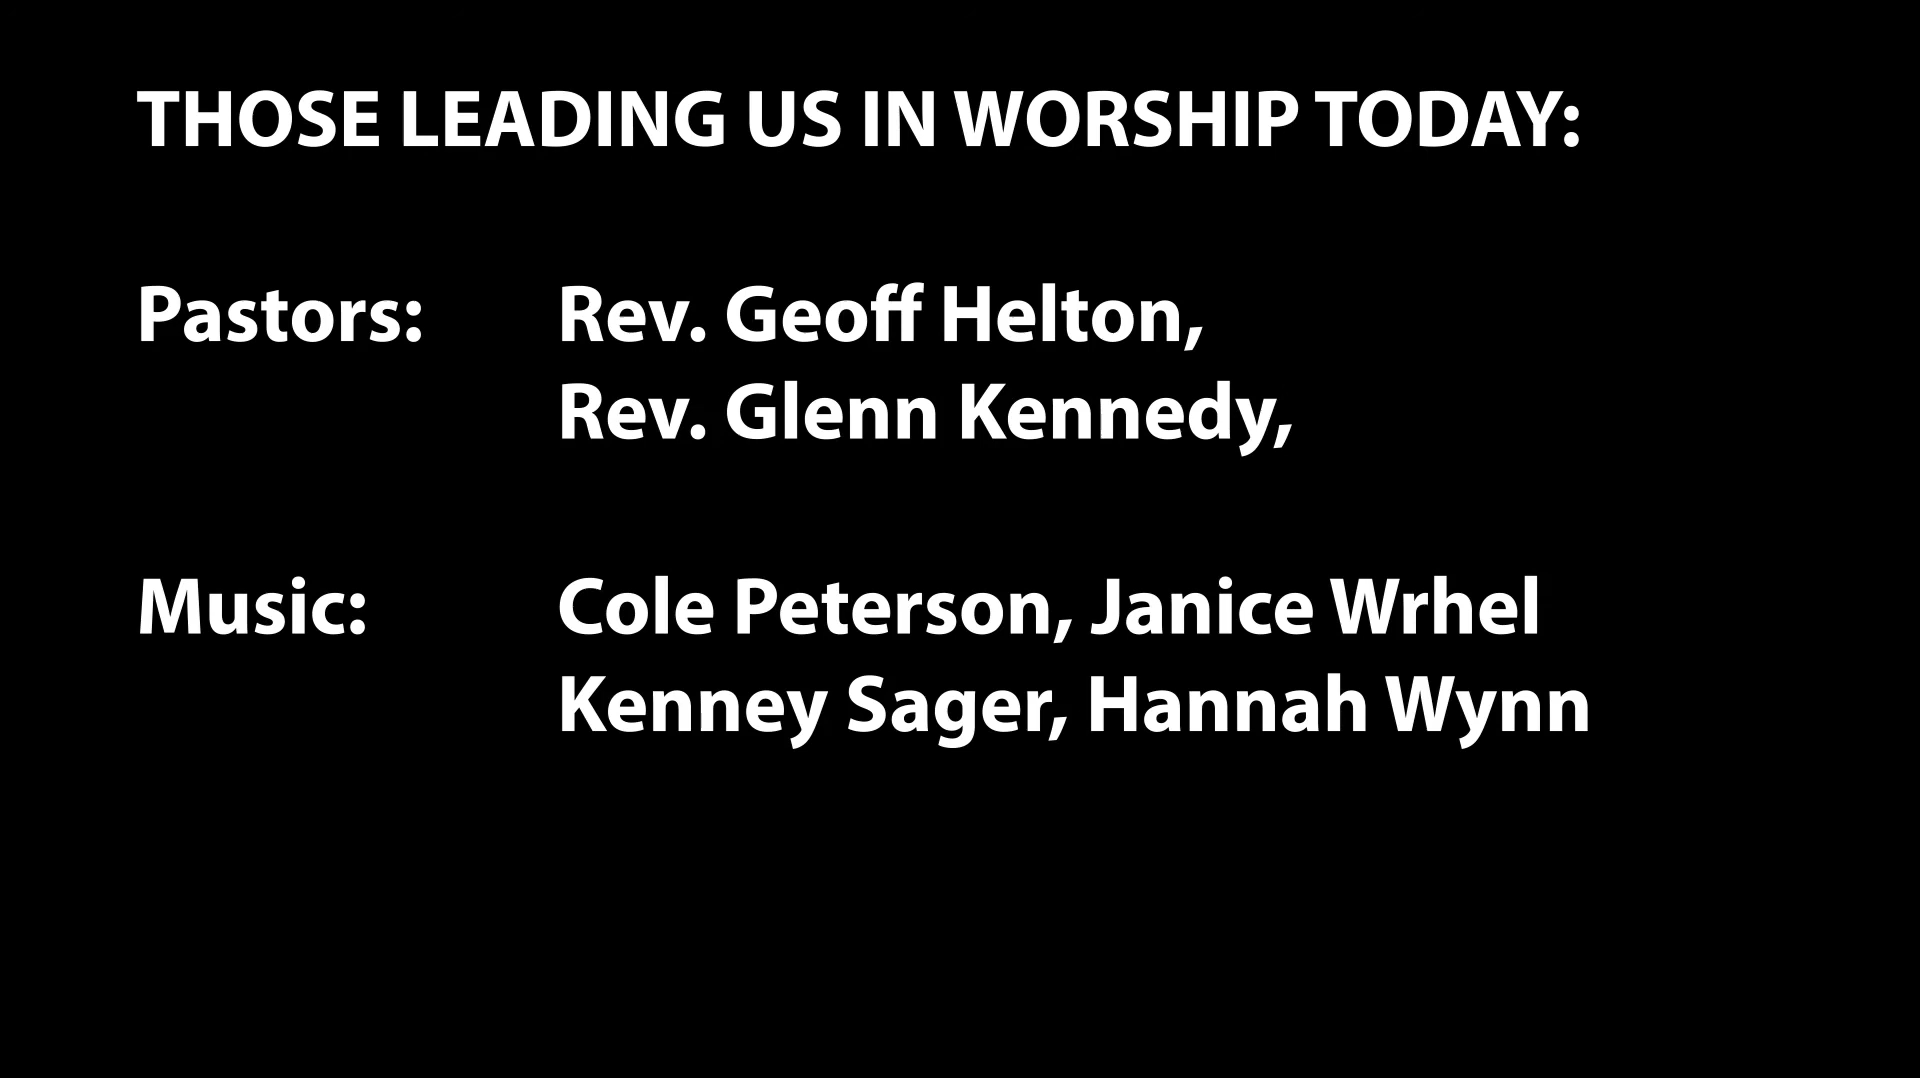 THOSE LEADING US IN WORSHIP TODAY:
Pastors: Rev. Geoff Helton,
Rev. Glenn Kennedy,
Music: Cole Peterson, Janice Wrhel
Kenney Sager, Hannah Wynn